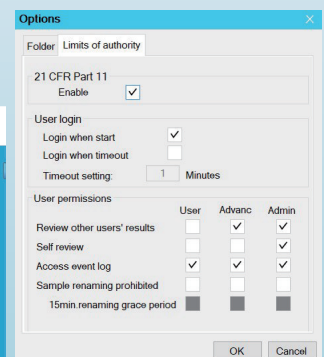 Options
Folder Limits of authority
21 CFR Part 11
Enable
User login
Login when start
Login when timeout
Timeout setting: 1 Minutes
User permissions
User Advanc Admin
Review other users' results
Self review
Access event log
Sample renaming prohibited
15min.renaming grace period
OK Cancel